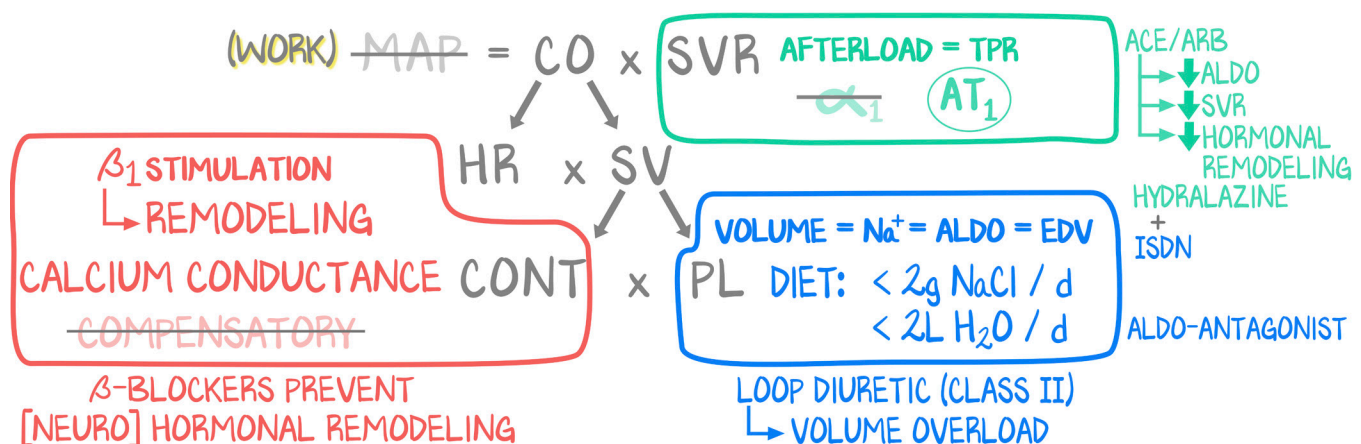 (WORK) MAP = CO x SVR
AFTERLOAD = TPR
α1 AT1
ACE/ARB
ALDO
SVR
HORMONAL
REMODELING
HYDRALAZINE
+
ISDN
ALDO-ANTAGONIST
HR x SV
β1 STIMULATION
REMODELING
CALCIUM CONDUCTANCE
COMPENSATORY
CONT x PL
VOLUME = Na+ = ALDO = EDV
DIET: < 2g NaCl / d
< 2L H2O / d
β-BLOCKERS PREVENT
[NEURO] HORMONAL REMODELING
LOOP DIURETIC (CLASS II)
VOLUME OVERLOAD